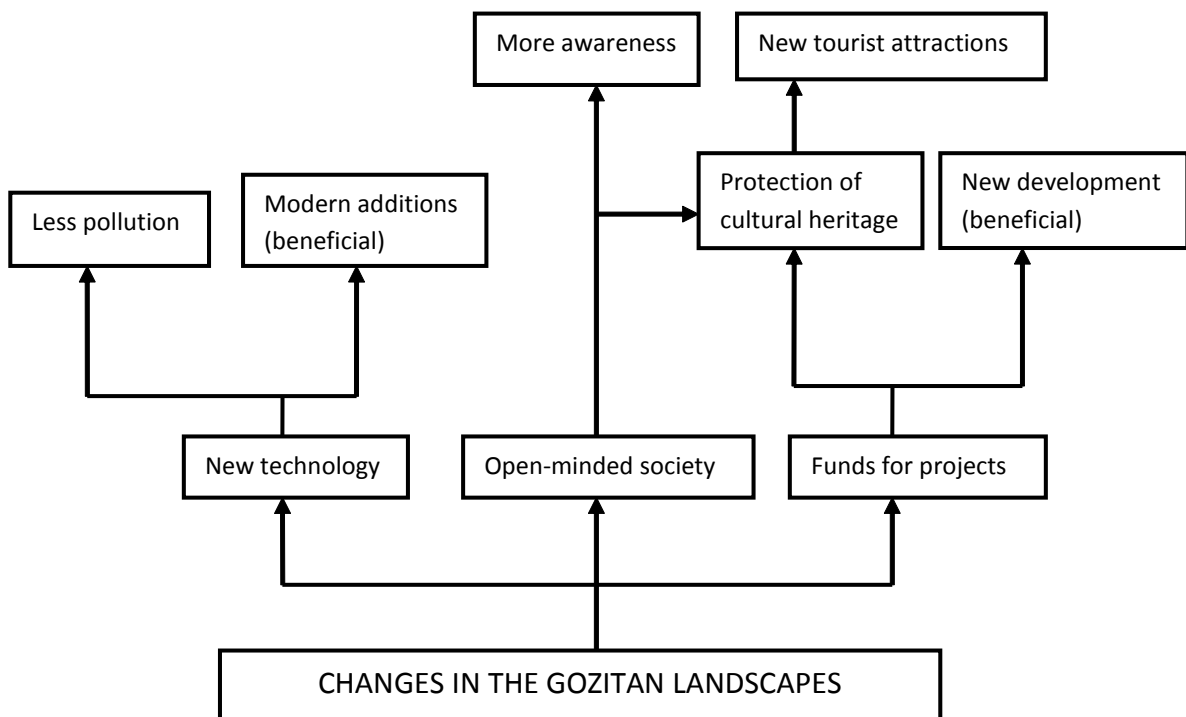 More awareness
New tourist attractions
Less pollution
Modern additions
(beneficial)
Protection of
cultural heritage
New development
(beneficial)
New technology
Open-minded society
Funds for projects
CHANGES IN THE GOZITAN LANDSCAPES